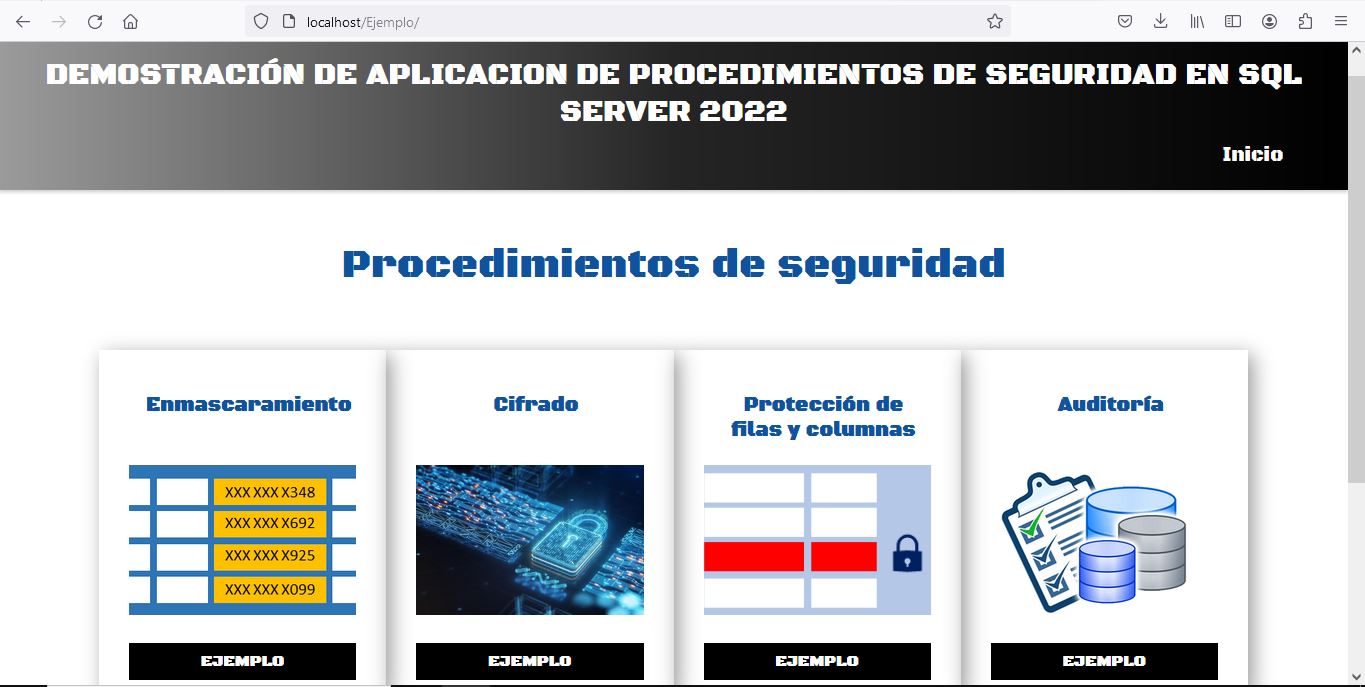 localhost/Ejemplo/
DEMOSTRACIÓN DE APLICACION DE PROCEDIMIENTOS DE SEGURIDAD EN SQL
SERVER 2022
Inicio
Procedimientos de seguridad
Enmascaramiento
XXX XXX X348
XXX XXX X692
XXX XXX X925
XXX XXX X099
EJEMPLO
Cifrado
EJEMPLO
Protección de
filas y columnas
EJEMPLO
Auditoría
EJEMPLO